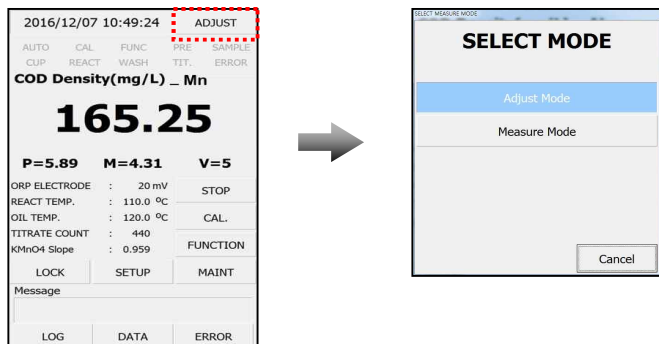 2016/12/07 10:49:24 ADJUST
AUTO CAL FUNC PRE SAMPLE
CUP REACT WASH TIT. ERROR
COD Density(mg/L) _ Mn
165.25
P=5.89 M=4.31 V=5
ORP ELECTRODE : 20 mV
REACT TEMP. : 110.0 ºC
OIL TEMP. : 120.0 ºC
TITRATE COUNT : 440
KMnO4 Slope : 0.959
STOP
CAL.
FUNCTION
LOCK SETUP MAINT
Message
LOG DATA ERROR
SELECT MEASURE MODE
SELECT MODE
Adjust Mode
Measure Mode
Cancel